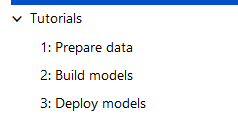 Tutorials
1: Prepare data
2: Build models
3: Deploy models